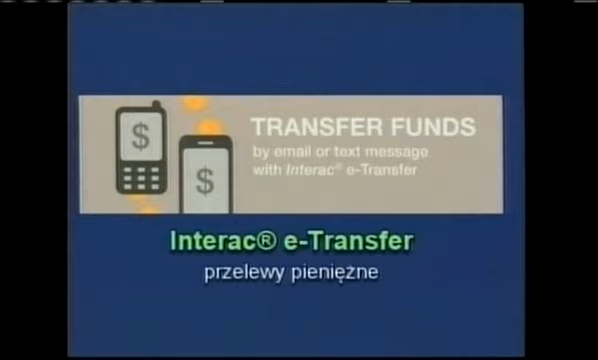 $
$
TRANSFER FUNDS
by email or text message
with Interac® e-Transfer
Interac® e-Transfer
przelewy pieniężne